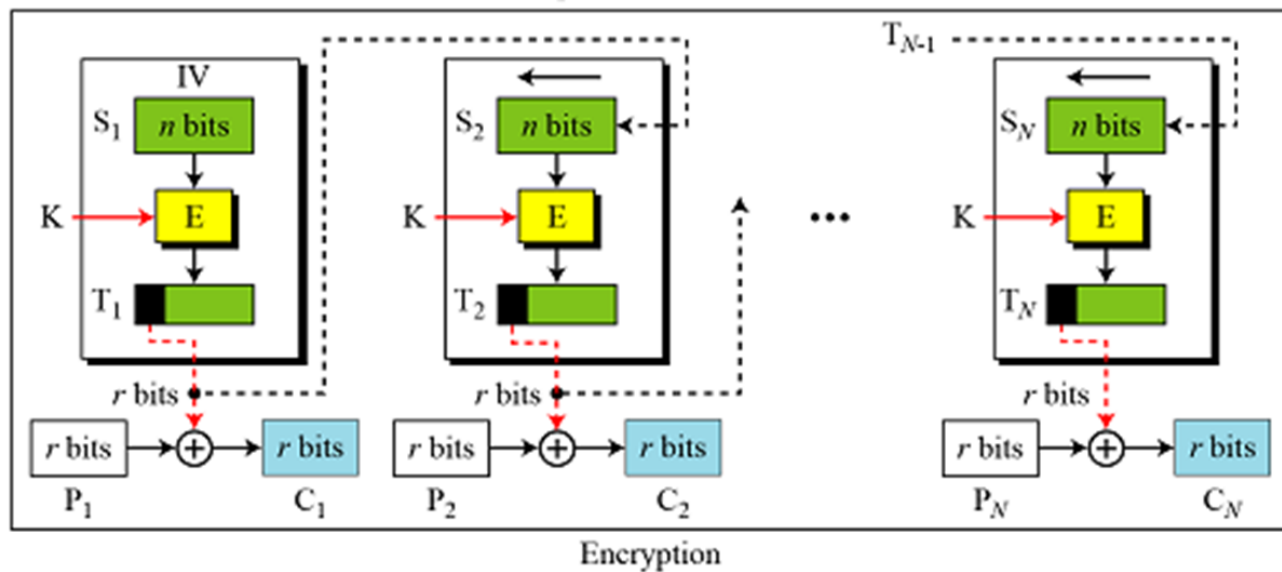 T_{N-1}
IV
S_1 n bits
S_2 n bits
S_N n bits
K E
K E
K E
...
T_1
T_2
T_N
r bits
r bits
r bits
r bits + r bits
r bits + r bits
r bits + r bits
P_1 C_1
P_2 C_2
P_N C_N
Encryption